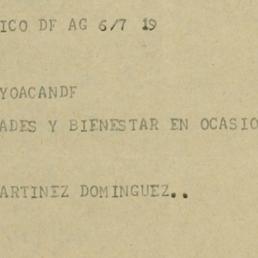 ICO DF AG 6/7 19
YOACANDF
ADES Y BIENESTAR EN OCASIO
ARTINEZ DOMINGUEZ..